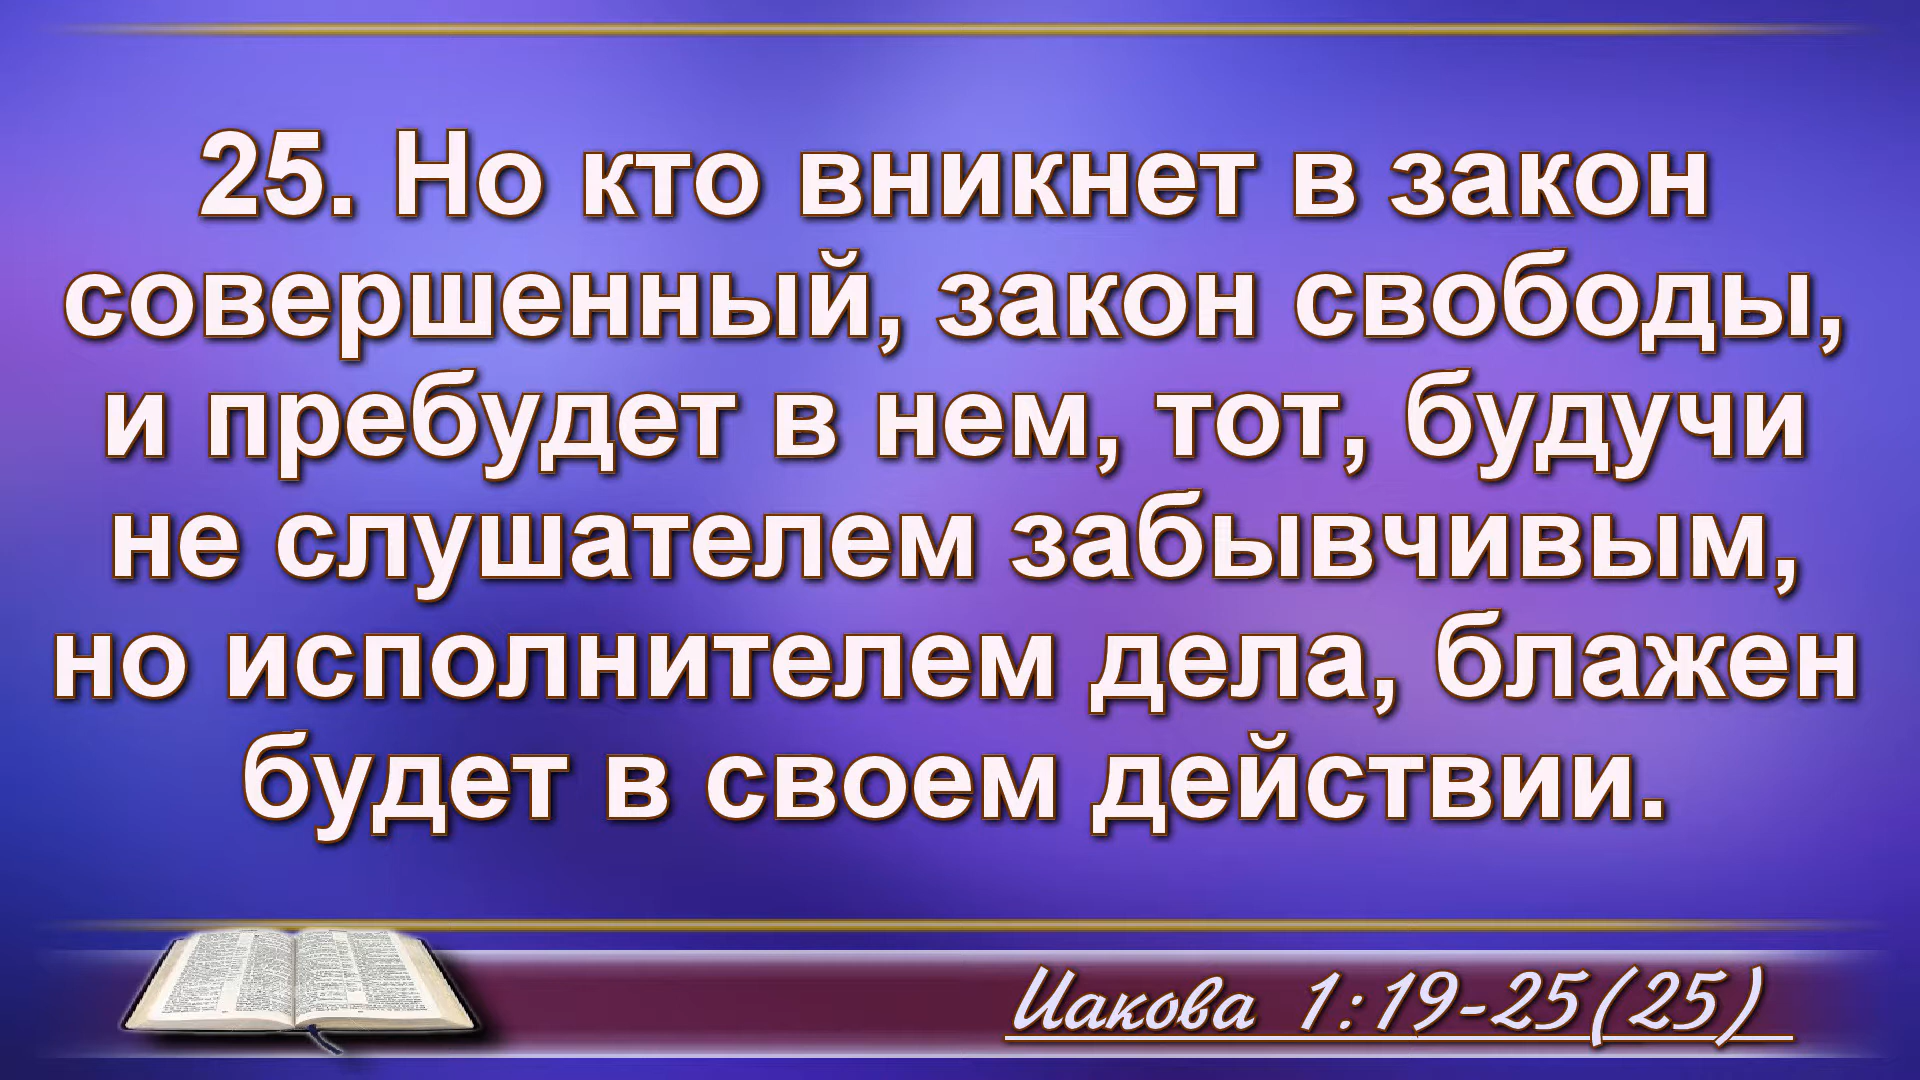 25. Но кто вникнет в закон
совершенный, закон свободы,
и пребудет в нем, тот, будучи
не слушателем забывчивым,
но исполнителем дела, блажен
будет в своем действии.
Иакова 1:19-25(25)